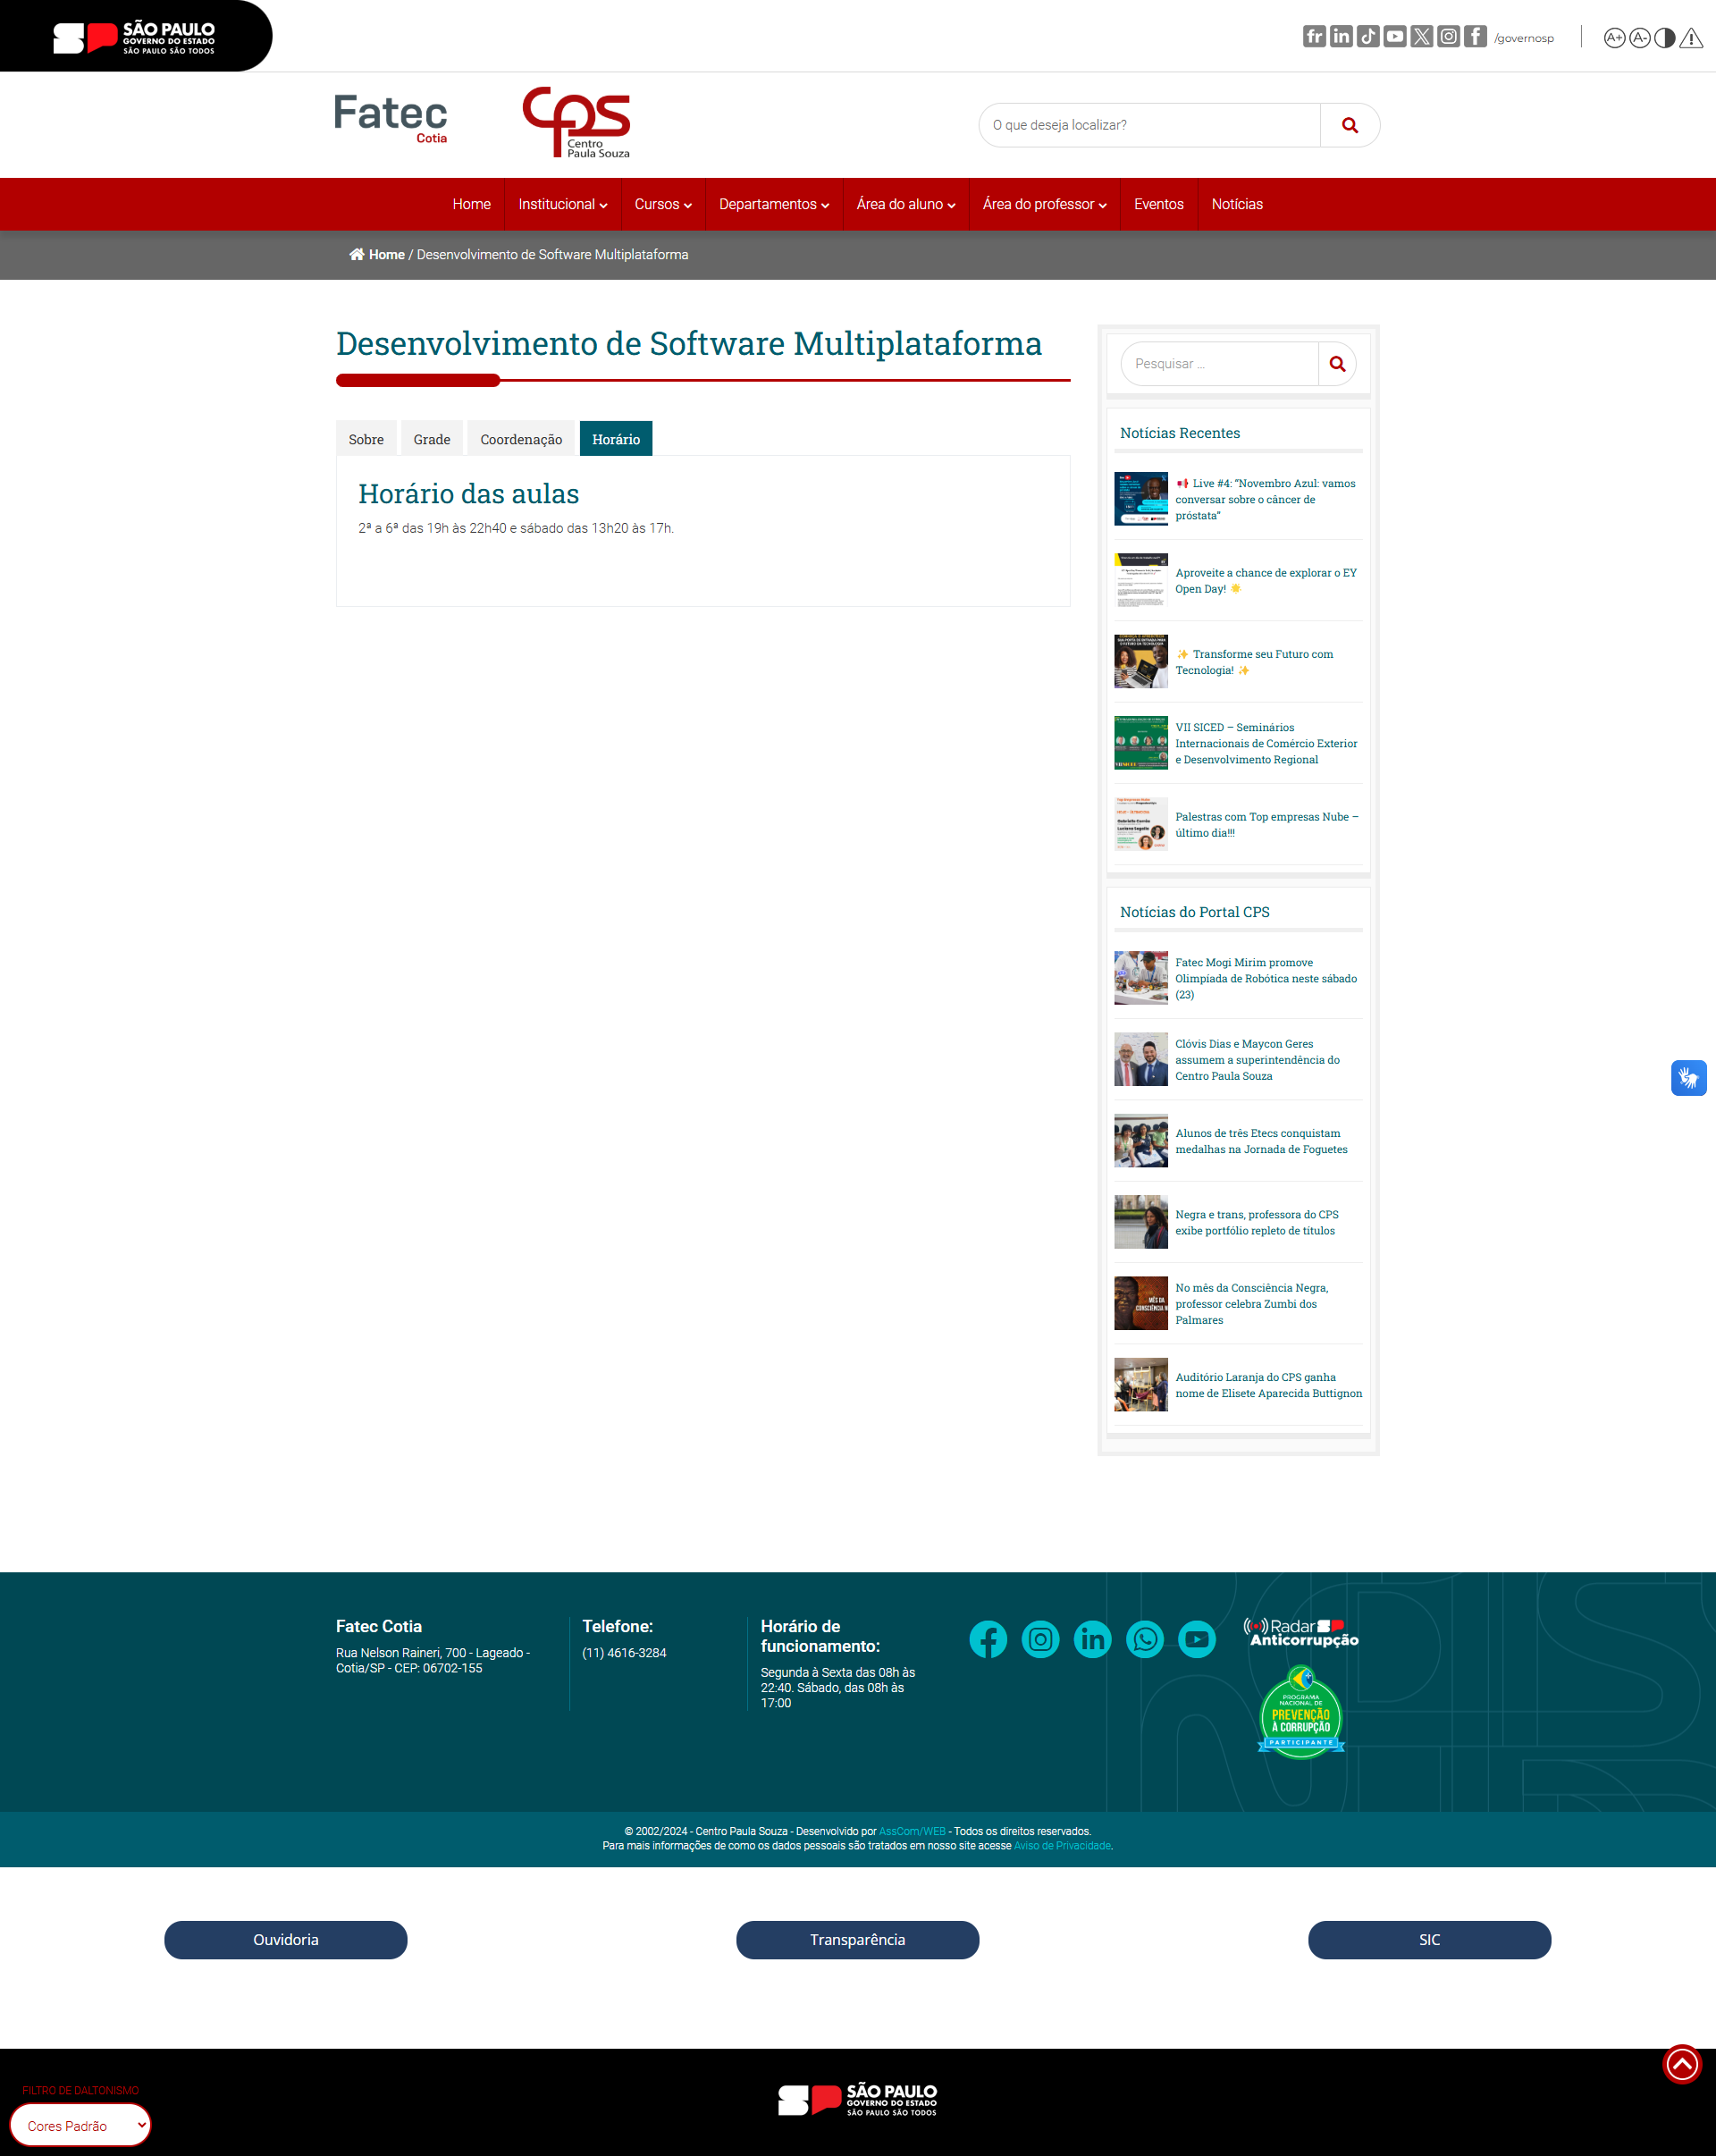 SÃO PAULO
GOVERNO DO ESTADO
SÃO PAULO SÃO TODOS
/governosp
A+ A-
Fatec
Cotia
CPS
Centro
Paula Souza
O que deseja localizar?
Home Institucional Cursos Departamentos Área do aluno Área do professor Eventos Notícias
Home / Desenvolvimento de Software Multiplataforma
Desenvolvimento de Software Multiplataforma
Sobre Grade Coordenação Horário
Horário das aulas
2ª a 6ª das 19h às 22h40 e sábado das 13h20 às 17h.
Pesquisar ...
Notícias Recentes
Live #4: “Novembro Azul: vamos
conversar sobre o câncer de
próstata”
Aproveite a chance de explorar o EY
Open Day!
Transforme seu Futuro com
Tecnologia!
VII SICED – Seminários
Internacionais de Comércio Exterior
e Desenvolvimento Regional
Palestras com Top empresas Nube –
último dia!!!
Notícias do Portal CPS
Fatec Mogi Mirim promove
Olimpíada de Robótica neste sábado
(23)
Clóvis Dias e Maycon Geres
assumem a superintendência do
Centro Paula Souza
Alunos de três Etecs conquistam
medalhas na Jornada de Foguetes
Negra e trans, professora do CPS
exibe portfólio repleto de títulos
MÊS DA
No mês da Consciência Negra,
professor celebra Zumbi dos
Palmares
Auditório Laranja do CPS ganha
nome de Elisete Aparecida Buttignon
Fatec Cotia
Rua Nelson Raineri, 700 - Lageado -
Cotia/SP - CEP: 06702-155
Telefone:
(11) 4616-3284
Horário de
funcionamento:
Segunda à Sexta das 08h às
22:40. Sábado, das 08h às
17:00
Radar
Anticorrupção
PROGRAMA
NACIONAL DE
PREVENÇÃO
À CORRUPÇÃO
PARTICIPANTE
© 2002/2024 - Centro Paula Souza - Desenvolvido por AssCom/WEB - Todos os direitos reservados.
Para mais informações de como os dados pessoais são tratados em nosso site acesse Aviso de Privacidade.
Ouvidoria
Transparência
SIC
FILTRO DE DALTONISMO
Cores Padrão
SÃO PAULO
GOVERNO DO ESTADO
SÃO PAULO SÃO TODOS